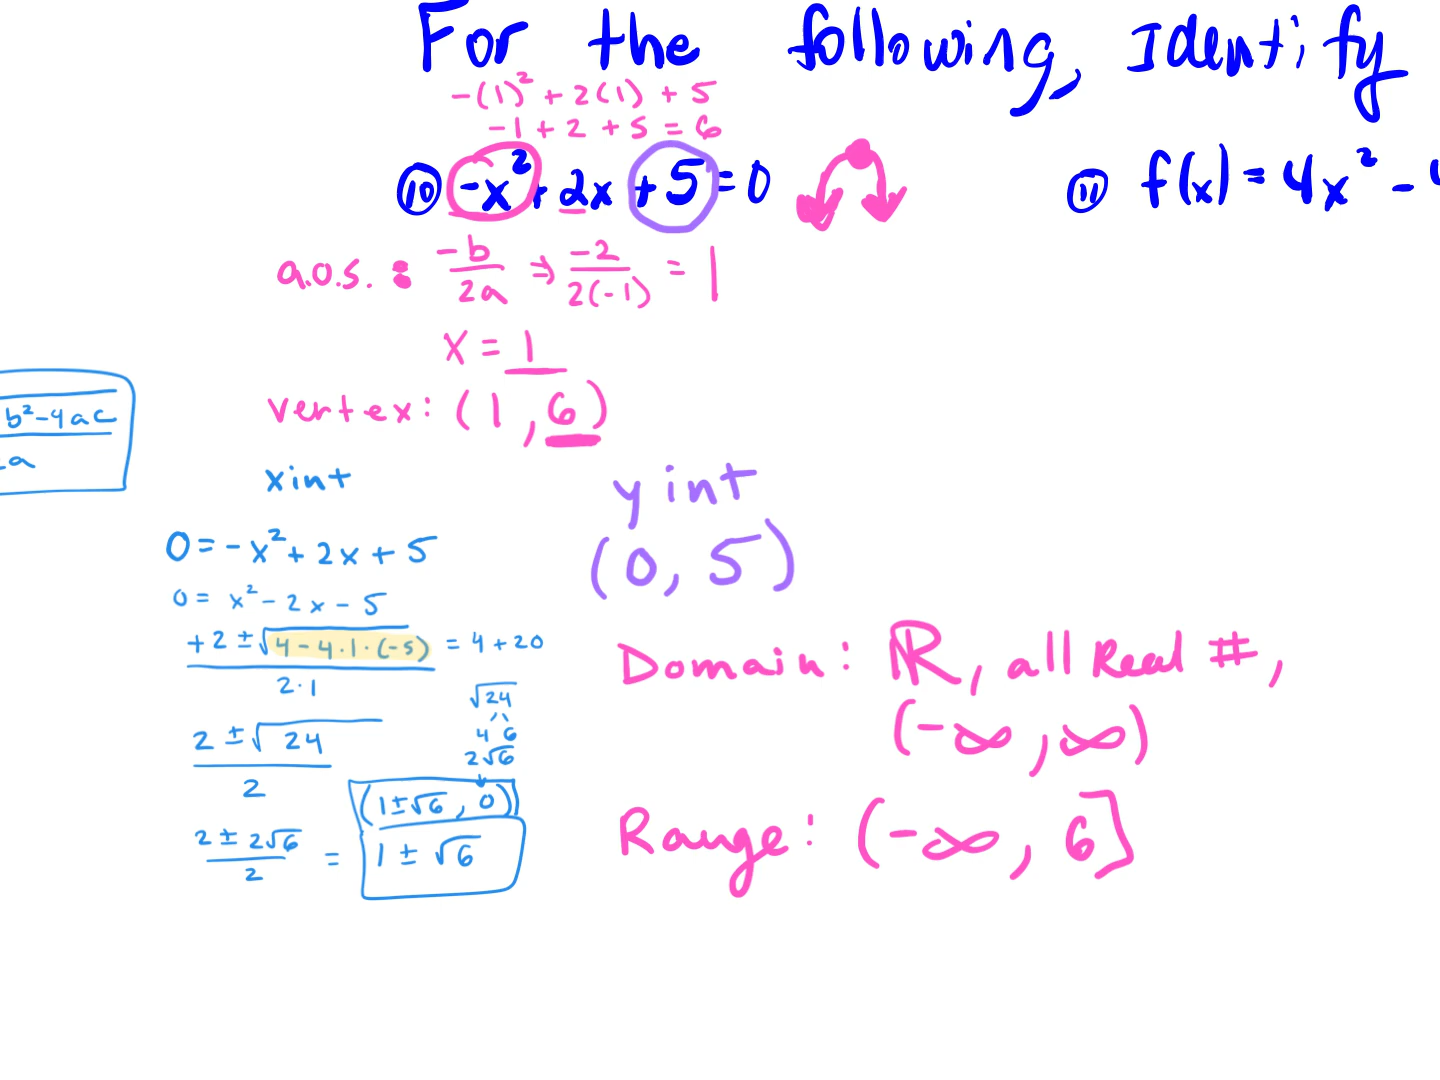 For the following, Identify
-(1)² + 2(1) + 5
-1 + 2 + 5 = 6
⑩ -x² + 2x + 5 = 0
⑪ f(x) = 4x² -
a.o.s. : -b/2a ⇒ -2/2(-1) = 1
x = 1
vertex: (1, 6)
b²-4ac
a
x int
0 = -x² + 2x + 5
0 = x² - 2x - 5
+2 ± √4 - 4·1·(-5) = 4 + 20
2·1
√24
4 6
2√6
2 ± √24
2
(1±√6, 0)
2 ± 2√6 / 2 = 1 ± √6
y int
(0, 5)
Domain: ℝ, all Real #,
(-∞, ∞)
Range: (-∞, 6]